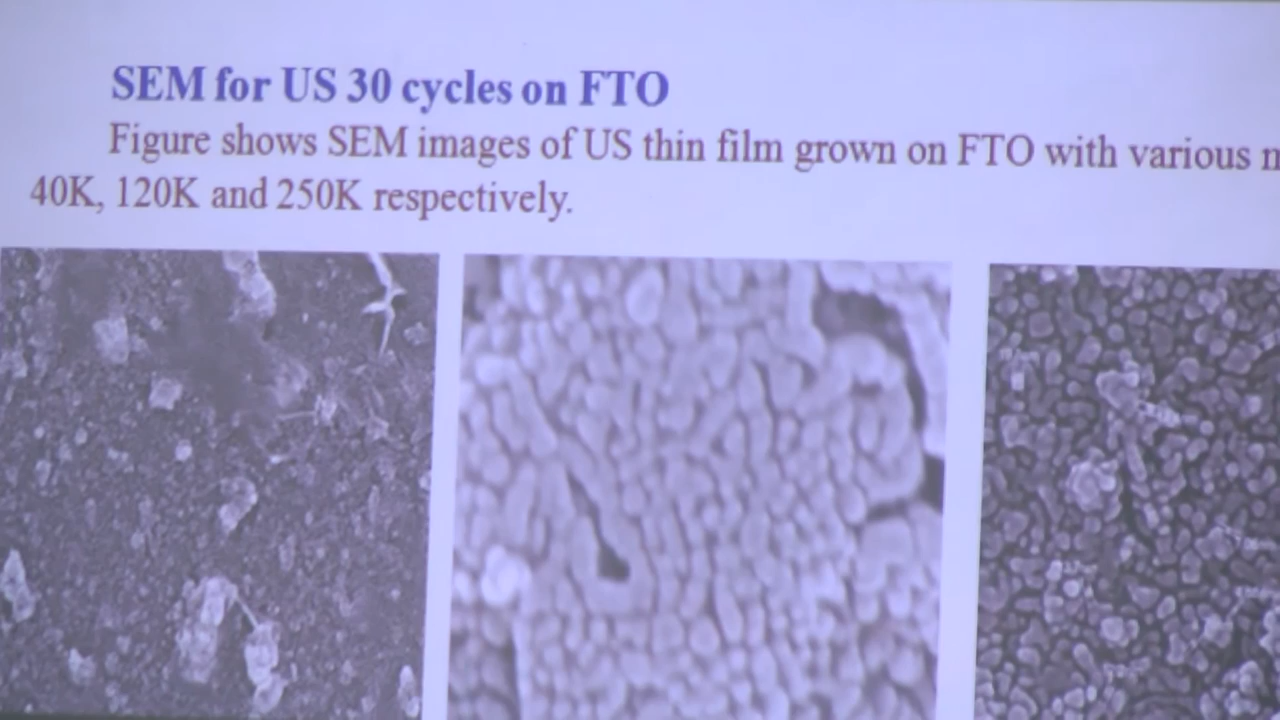 SEM for US 30 cycles on FTO
Figure shows SEM images of US thin film grown on FTO with various
40K, 120K and 250K respectively.